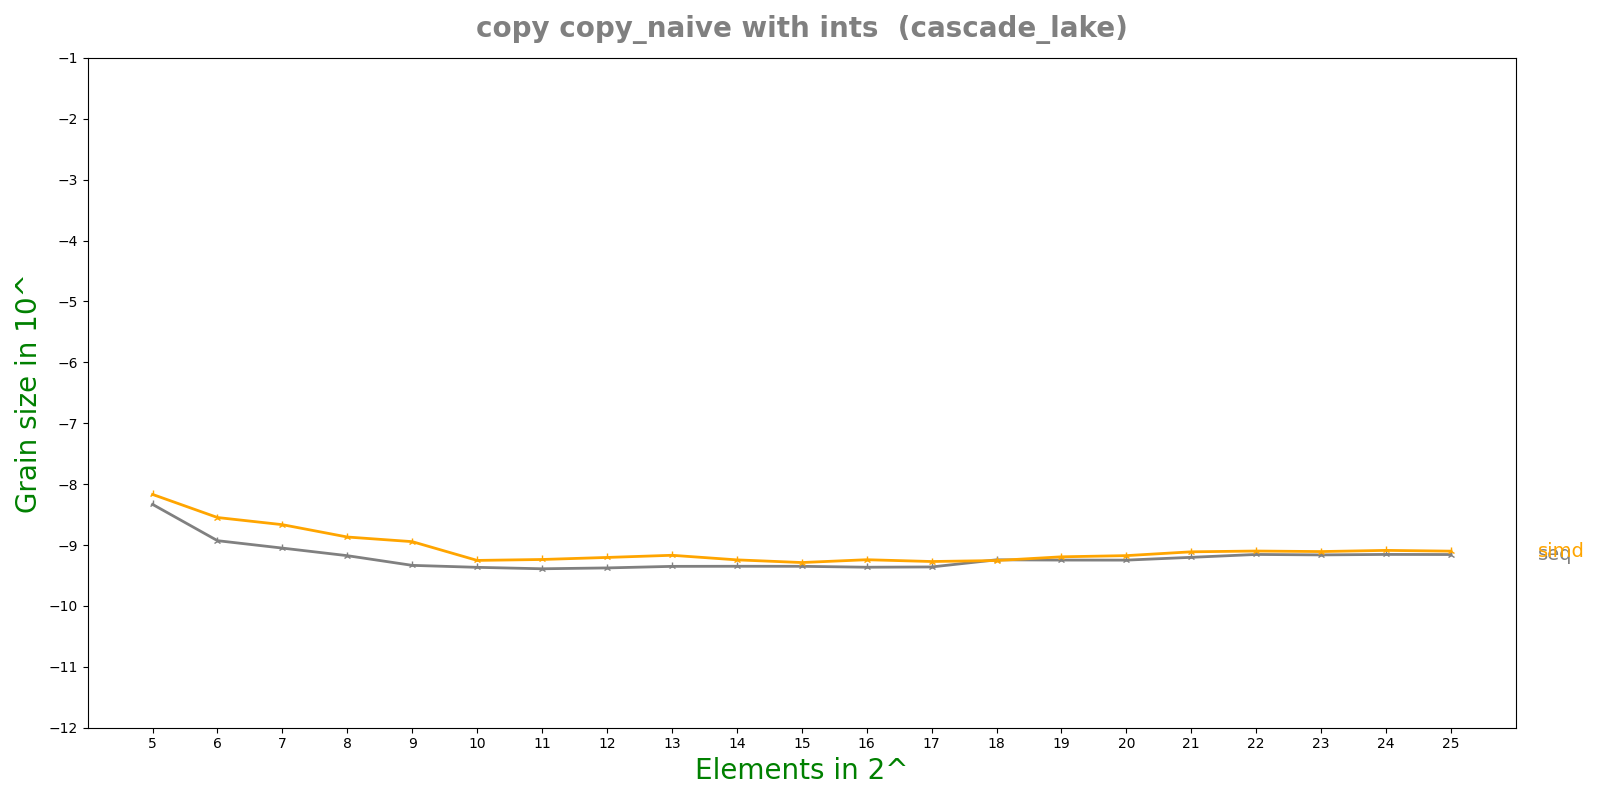 copy copy_naive with ints  (cascade_lake)
−1
−2
−3
−4
−5
−6
−7
−8
−9
−10
−11
−12
Grain size in 10^
simd
seq
5 6 7 8 9 10 11 12 13 14 15 16 17 18 19 20 21 22 23 24 25
Elements in 2^